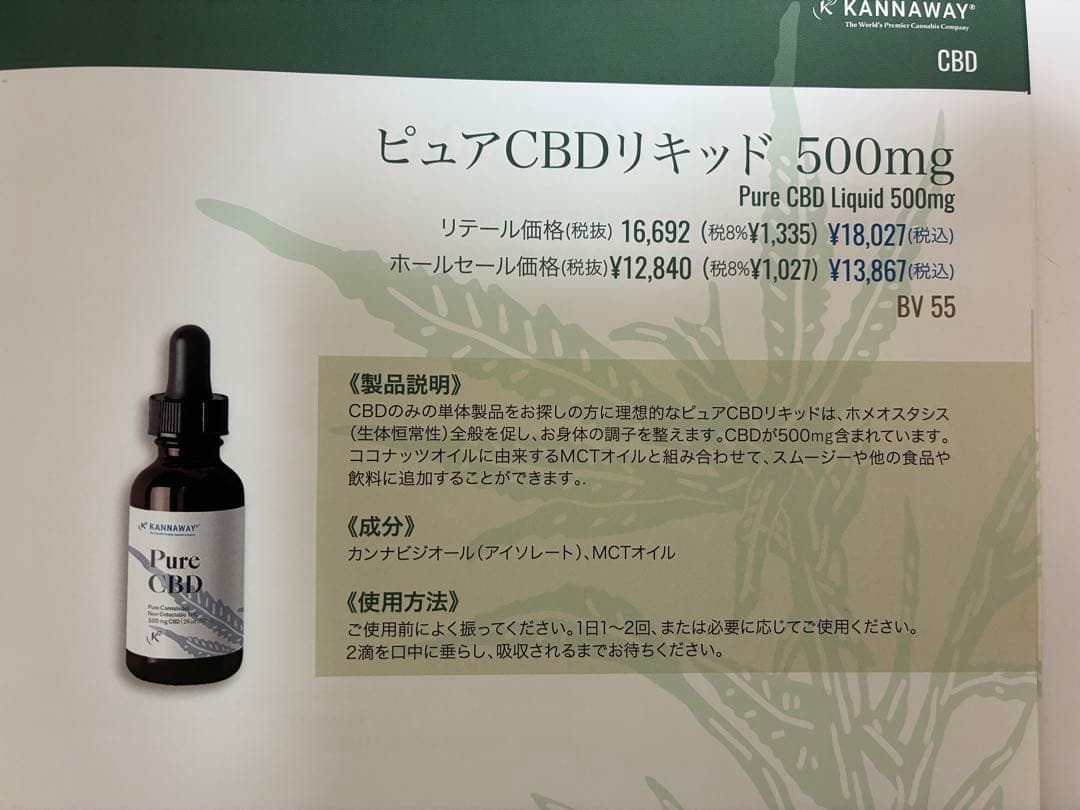 KANNAWAY®
The World's Premier Cannabis Company
CBD
ピュアCBDリキッド 500mg
Pure CBD Liquid 500mg
リテール価格(税抜) 16,692 (税8%¥1,335) ¥18,027(税込)
ホールセール価格(税抜)¥12,840 (税8%¥1,027) ¥13,867(税込)
BV 55
《製品説明》
CBDのみの単体製品をお探しの方に理想的なピュアCBDリキッドは、ホメオスタシス
(生体恒常性)全般を促し、お身体の調子を整えます。CBDが500mg含まれています。
ココナッツオイルに由来するMCTオイルと組み合わせて、スムージーや他の食品や
飲料に追加することができます。.
《成分》
カンナビジオール(アイソレート)、MCTオイル
《使用方法》
ご使用前によく振ってください。1日1〜2回、または必要に応じてご使用ください。
2滴を口中に垂らし、吸収されるまでお待ちください。
KANNAWAY®
Pure
CBD
Pure Cannabidiol
500 mg CBD